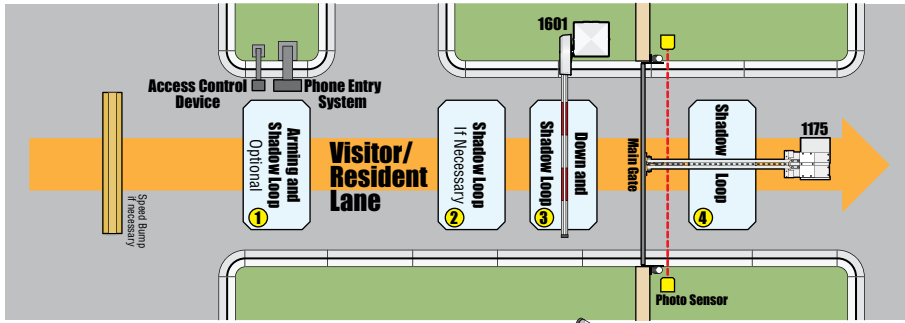 1601
Access Control
Device
Phone Entry
System
Arming and
Shadow Loop
Optional
1
Visitor/
Resident
Lane
Shadow Loop
If Necessary
2
Down and
Shadow Loop
3
Main Gate
Shadow Loop
4
1175
Speed Bump
if necessary
Photo Sensor